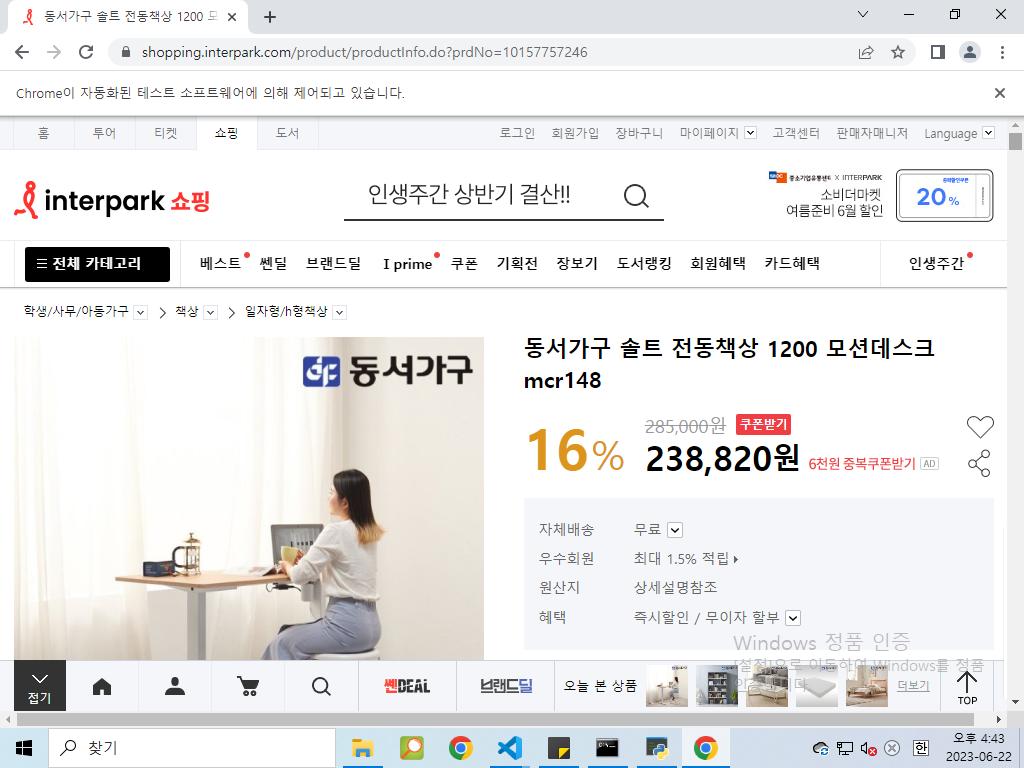 동서가구 솔트 전동책상 1200 모
shopping.interpark.com/product/productInfo.do?prdNo=10157757246
Chrome이 자동화된 테스트 소프트웨어에 의해 제어되고 있습니다.
홈 투어 티켓 쇼핑 도서 로그인 회원가입 장바구니 마이페이지 고객센터 판매자매니저 Language
중소기업유통센터 X INTERPARK
interpark 쇼핑 인생주간 상반기 결산!! 소비더마켓
여름준비 6월 할인
20%
전체 카테고리 베스트 쎈딜 브랜드딜 I prime 쿠폰 기획전 장보기 도서랭킹 회원혜택 카드혜택 인생주간
학생/사무/아동가구 책상 일자형/h형책상
동서가구
동서가구 솔트 전동책상 1200 모션데스크
mcr148
16% 285,000원 쿠폰받기
238,820원 6천원 중복쿠폰받기 AD
자체배송 무료
우수회원 최대 1.5% 적립
원산지 상세설명참조
혜택 즉시할인 / 무이자 할부
Windows 정품 인증
[설정]으로 이동하여 Windows를 정품
접기 쎈DEAL 브랜드딜 오늘 본 상품 더보기 TOP
찾기
한
오후 4:43
2023-06-22